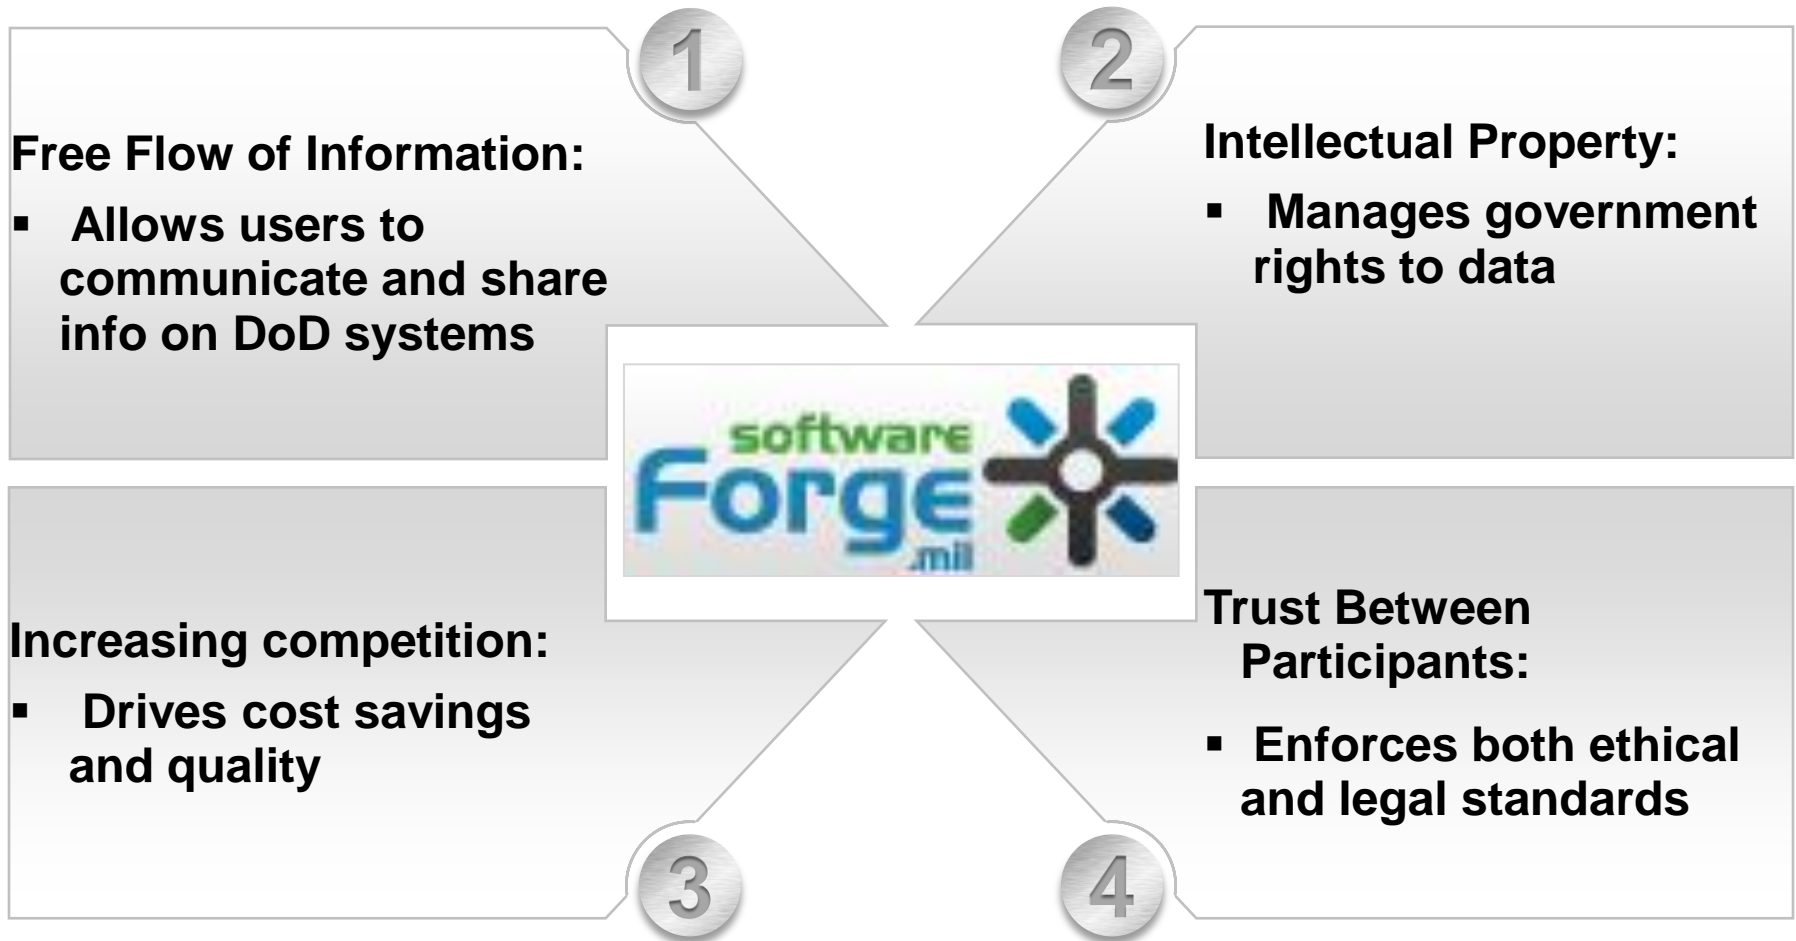 1
Free Flow of Information:
▪ Allows users to
communicate and share
info on DoD systems
2
Intellectual Property:
▪ Manages government
rights to data
software
Forge
.mil
Increasing competition:
▪ Drives cost savings
and quality
3
Trust Between
Participants:
▪ Enforces both ethical
and legal standards
4